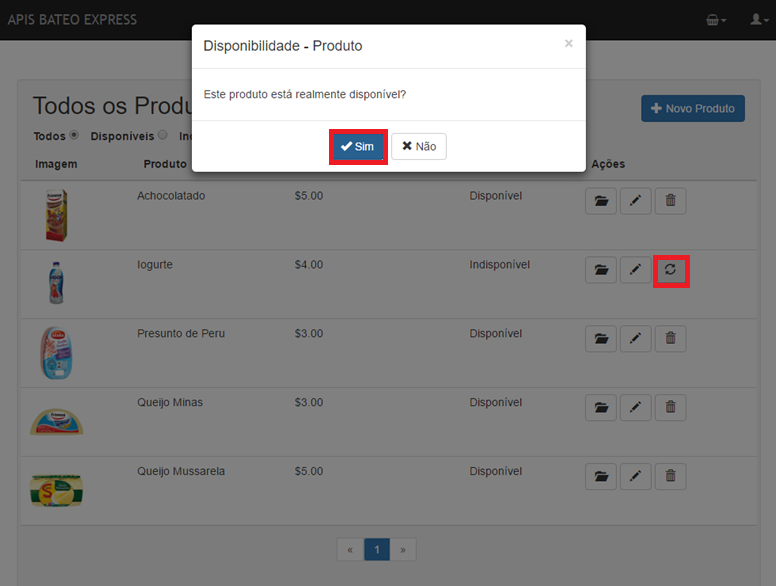 APIS BATEO EXPRESS
Disponibilidade - Produto ×
Este produto está realmente disponível?
Sim Não
Todos os Produ
Novo Produto
Todos Disponíveis In
Imagem Produto Ações
Achocolatado $5.00 Disponível
Iogurte $4.00 Indisponível
Presunto de Peru $3.00 Disponível
Queijo Minas $3.00 Disponível
Queijo Mussarela $5.00 Disponível
« 1 »